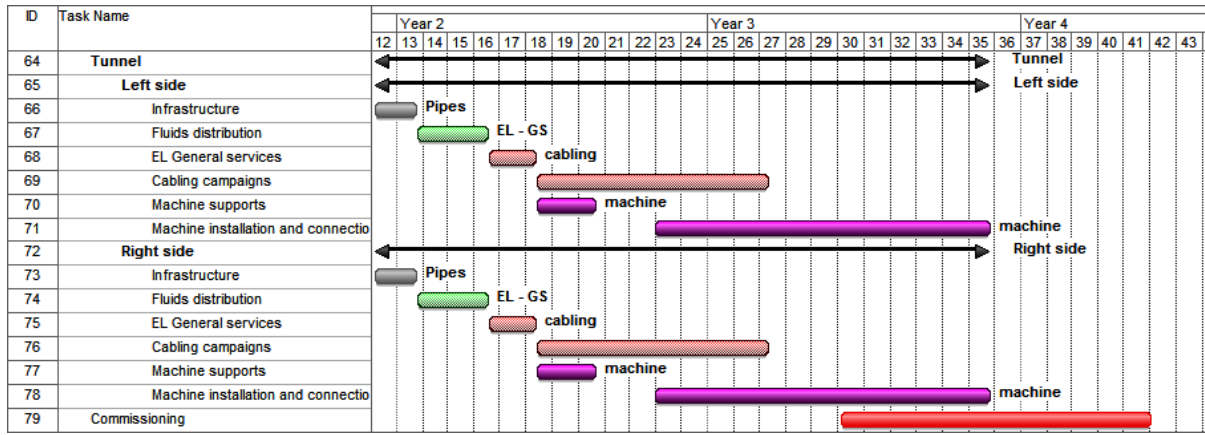 ID Task Name Year 2 Year 3 Year 4
12 13 14 15 16 17 18 19 20 21 22 23 24 25 26 27 28 29 30 31 32 33 34 35 36 37 38 39 40 41 42 43
64 Tunnel Tunnel
65 Left side Left side
66 Infrastructure Pipes
67 Fluids distribution EL - GS
68 EL General services cabling
69 Cabling campaigns
70 Machine supports machine
71 Machine installation and connectio machine
72 Right side Right side
73 Infrastructure Pipes
74 Fluids distribution EL - GS
75 EL General services cabling
76 Cabling campaigns
77 Machine supports machine
78 Machine installation and connectio machine
79 Commissioning